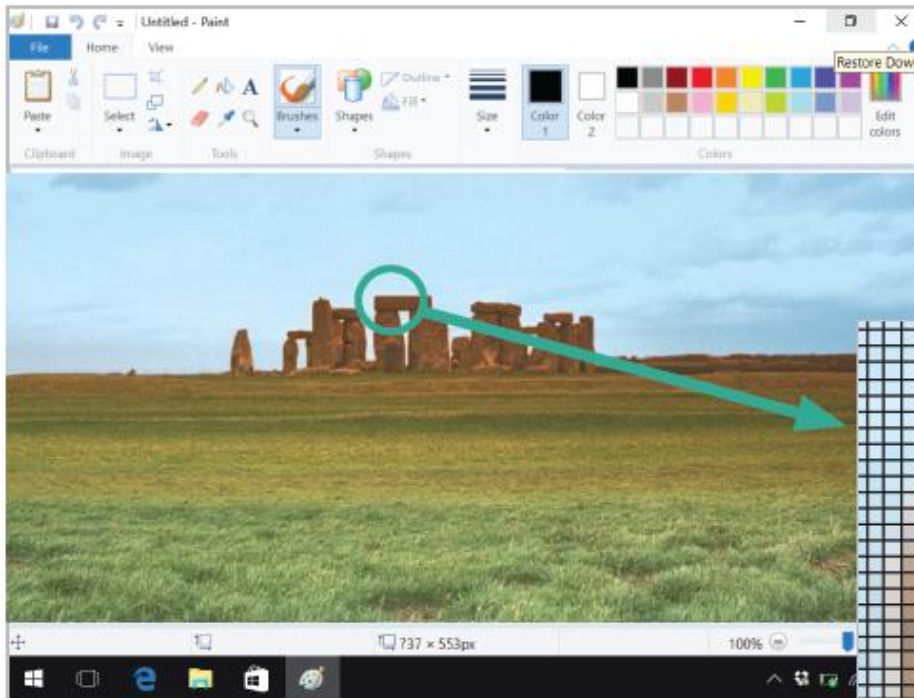 Untitled - Paint
File Home View
Restore Dow
Paste
Select
Brushes
Shapes
Outline
Fill
Size
Color 1
Color 2
Edit colors
Clipboard
Image
Tools
Shapes
Colors
737 × 553px
100%